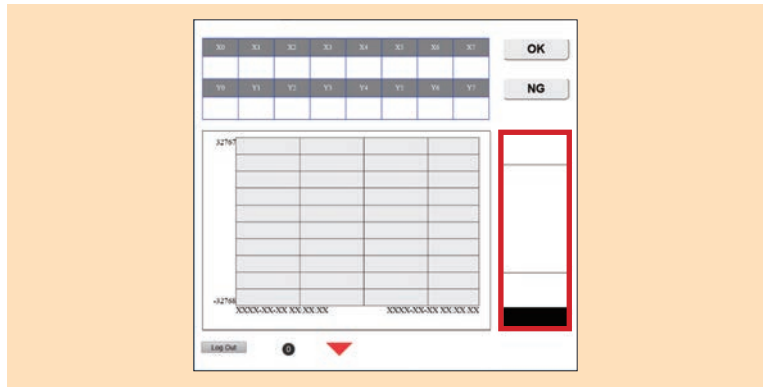 X0 X1 X2 X3 X4 X5 X6 X7
OK
Y0 Y1 Y2 Y3 Y4 Y5 Y6 Y7
NG
32767
-32768
XXXX-XX-XX XX:XX:XX XXXX-XX-XX XX:XX:XX
Log Out
0